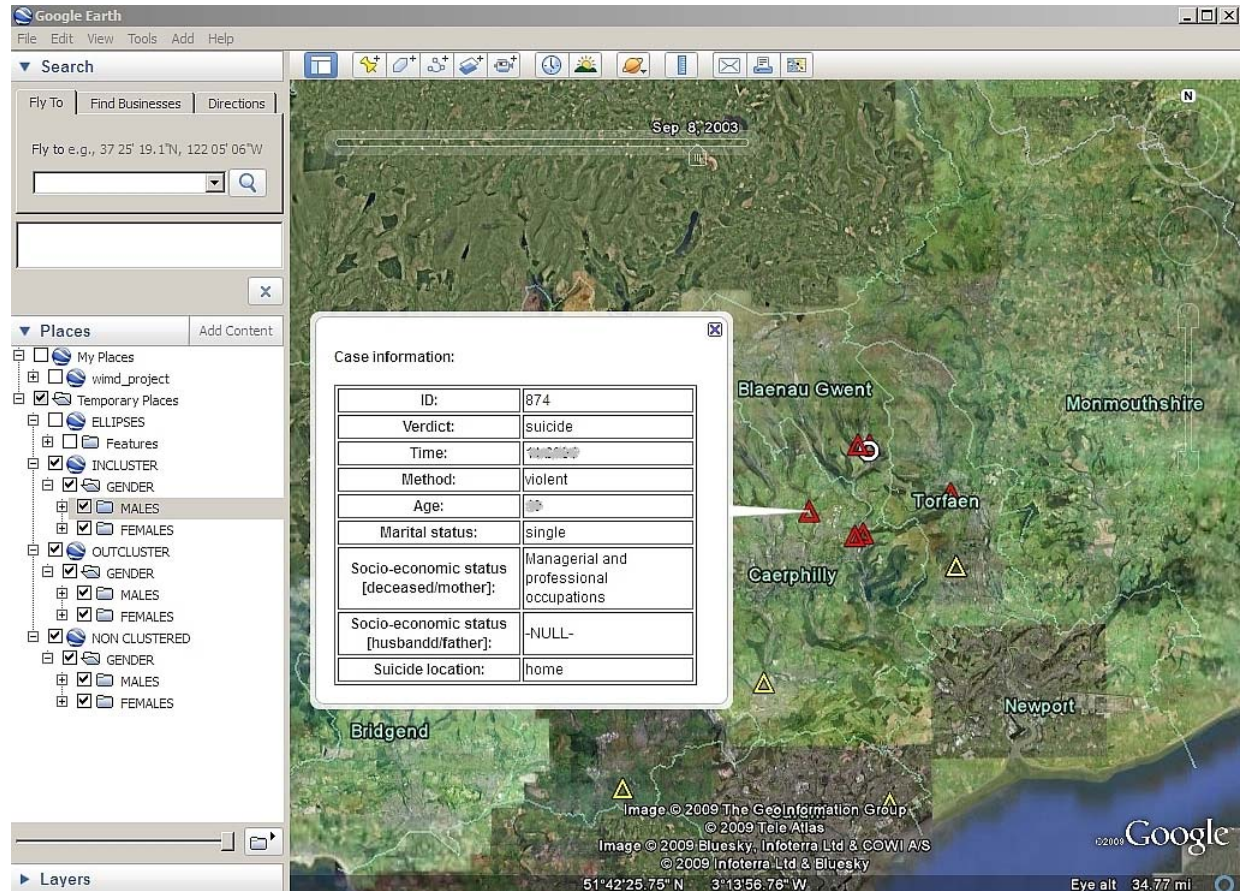 Google Earth
File Edit View Tools Add Help
Search
Fly To Find Businesses Directions
Fly to e.g., 37 25' 19.1"N, 122 05' 06"W
Places Add Content
My Places
wimd_project
Temporary Places
ELLIPSES
Features
INCLUSTER
GENDER
MALES
FEMALES
OUTCLUSTER
GENDER
MALES
FEMALES
NON CLUSTERED
GENDER
MALES
FEMALES
Layers
Sep 8, 2003
N
Case information:
ID: 874
Verdict: suicide
Time:
Method: violent
Age:
Marital status: single
Socio-economic status Managerial and
[deceased/mother]: professional
occupations
Socio-economic status -NULL-
[husbandd/father]:
Suicide location: home
Blaenau Gwent
Monmouthshire
Torfaen
Caerphilly
Newport
Bridgend
Image © 2009 The GeoInformation Group
© 2009 Tele Atlas
Image © 2009 Bluesky, Infoterra Ltd & COWI A/S
© 2009 Infoterra Ltd & Bluesky
©2009 Google
51°42'25.75" N 3°13'56.76" W Eye alt 34.77 mi